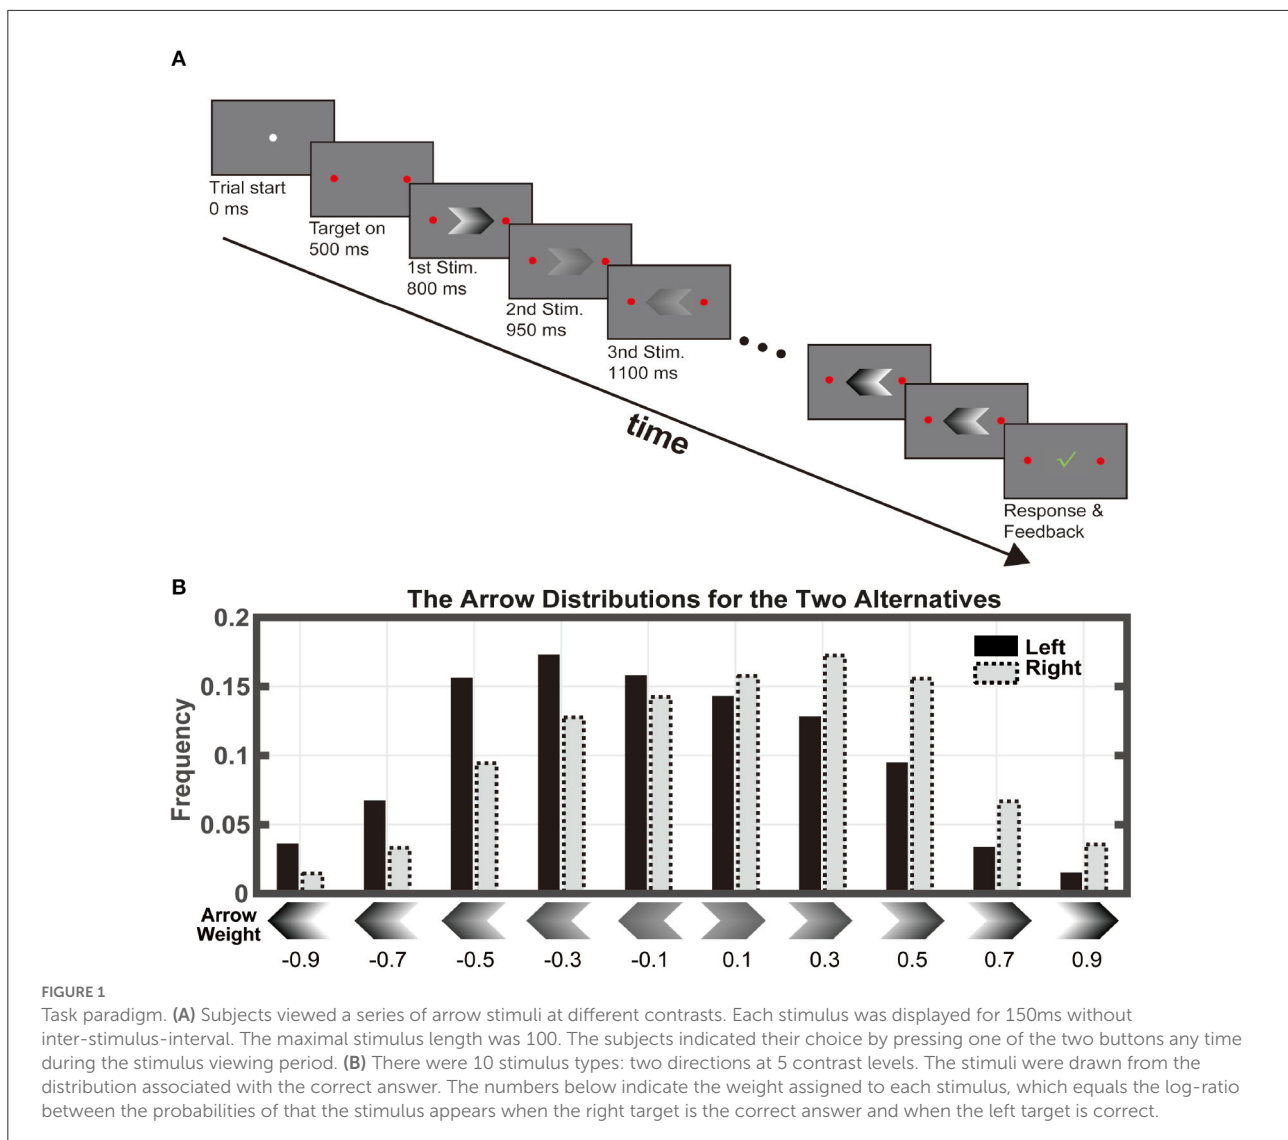 A
Trial start
0 ms
Target on
500 ms
1st Stim.
800 ms
2nd Stim.
950 ms
3nd Stim.
1100 ms
time
Response &
Feedback
B
The Arrow Distributions for the Two Alternatives
Frequency
0.2
0.15
0.1
0.05
0
Left
Right
Arrow
Weight
-0.9 -0.7 -0.5 -0.3 -0.1 0.1 0.3 0.5 0.7 0.9
FIGURE 1
Task paradigm. (A) Subjects viewed a series of arrow stimuli at different contrasts. Each stimulus was displayed for 150ms without
inter-stimulus-interval. The maximal stimulus length was 100. The subjects indicated their choice by pressing one of the two buttons any time
during the stimulus viewing period. (B) There were 10 stimulus types: two directions at 5 contrast levels. The stimuli were drawn from the
distribution associated with the correct answer. The numbers below indicate the weight assigned to each stimulus, which equals the log-ratio
between the probabilities of that the stimulus appears when the right target is the correct answer and when the left target is correct.